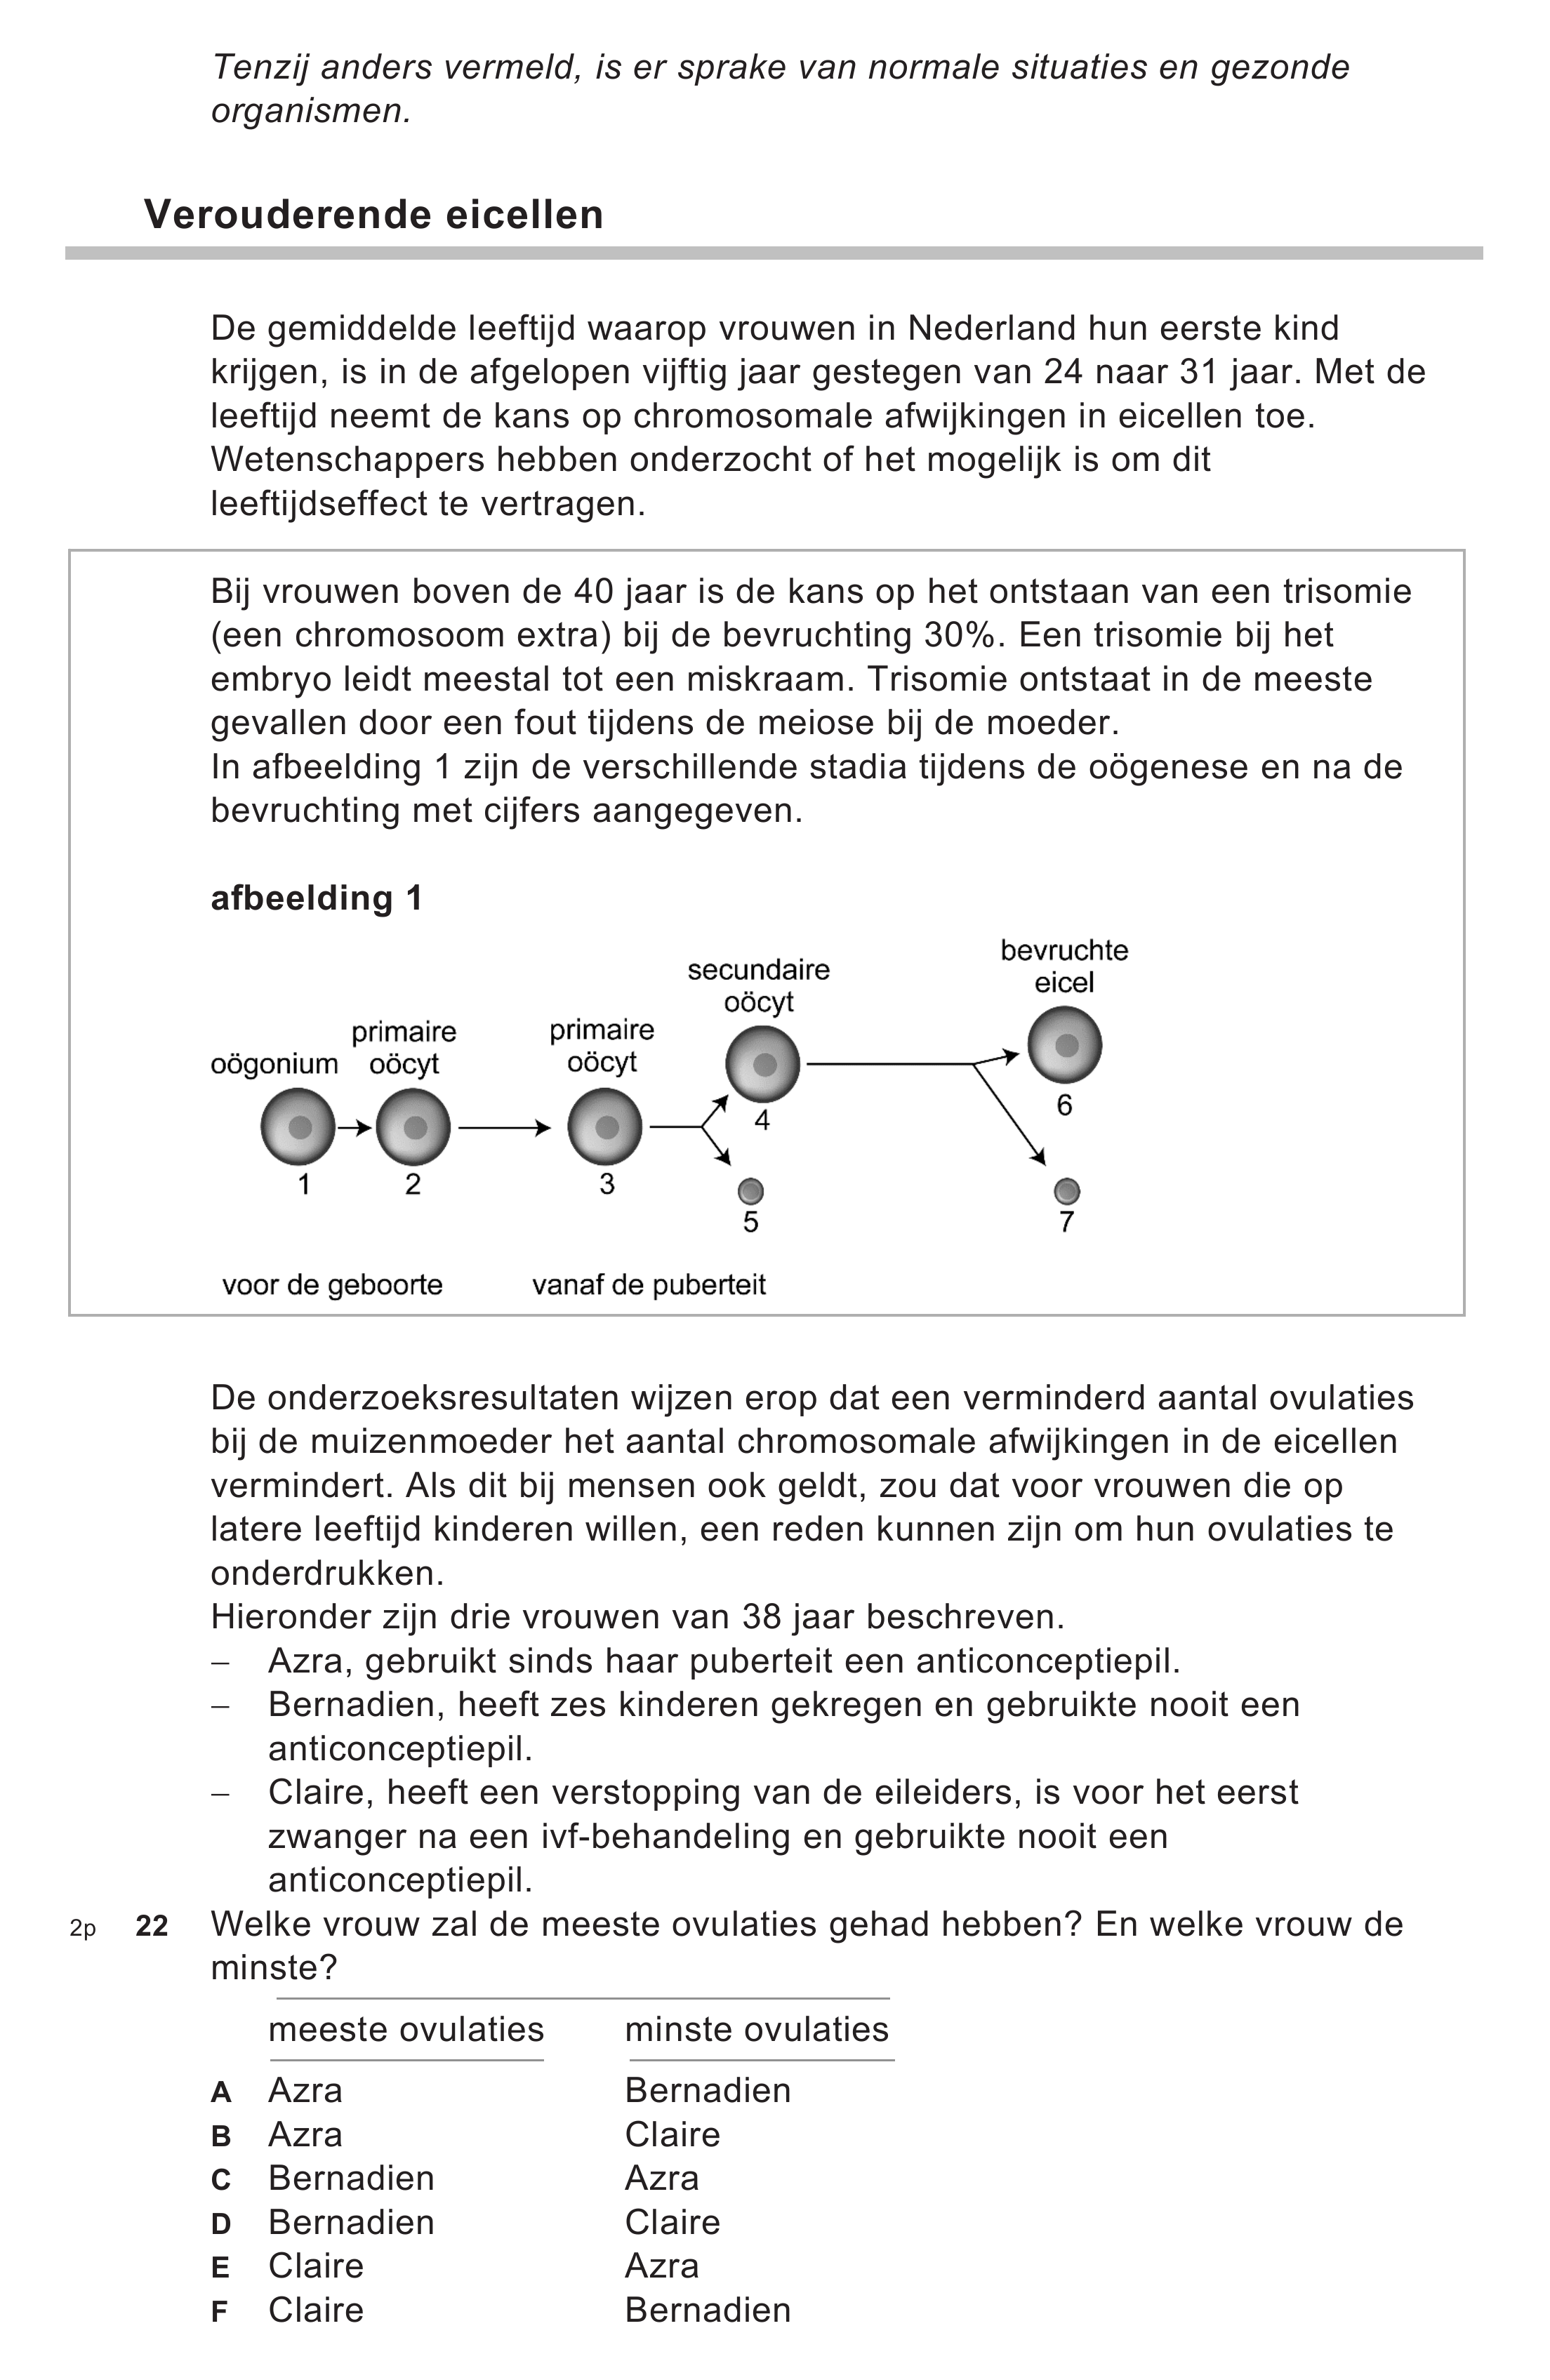 Tenzij anders vermeld, is er sprake van normale situaties en gezonde
organismen.
Verouderende eicellen
De gemiddelde leeftijd waarop vrouwen in Nederland hun eerste kind
krijgen, is in de afgelopen vijftig jaar gestegen van 24 naar 31 jaar. Met de
leeftijd neemt de kans op chromosomale afwijkingen in eicellen toe.
Wetenschappers hebben onderzocht of het mogelijk is om dit
leeftijdseffect te vertragen.
Bij vrouwen boven de 40 jaar is de kans op het ontstaan van een trisomie
(een chromosoom extra) bij de bevruchting 30%. Een trisomie bij het
embryo leidt meestal tot een miskraam. Trisomie ontstaat in de meeste
gevallen door een fout tijdens de meiose bij de moeder.
In afbeelding 1 zijn de verschillende stadia tijdens de oögenese en na de
bevruchting met cijfers aangegeven.
afbeelding 1
bevruchte
eicel
secundaire
oöcyt
primaire
oöcyt
primaire
oöcyt
oögonium
1
2
3
4
5
6
7
voor de geboorte
vanaf de puberteit
De onderzoeksresultaten wijzen erop dat een verminderd aantal ovulaties
bij de muizenmoeder het aantal chromosomale afwijkingen in de eicellen
vermindert. Als dit bij mensen ook geldt, zou dat voor vrouwen die op
latere leeftijd kinderen willen, een reden kunnen zijn om hun ovulaties te
onderdrukken.
Hieronder zijn drie vrouwen van 38 jaar beschreven.
– Azra, gebruikt sinds haar puberteit een anticonceptiepil.
– Bernadien, heeft zes kinderen gekregen en gebruikte nooit een
anticonceptiepil.
– Claire, heeft een verstopping van de eileiders, is voor het eerst
zwanger na een ivf-behandeling en gebruikte nooit een
anticonceptiepil.
2p 22 Welke vrouw zal de meeste ovulaties gehad hebben? En welke vrouw de
minste?
meeste ovulaties minste ovulaties
A Azra Bernadien
B Azra Claire
C Bernadien Azra
D Bernadien Claire
E Claire Azra
F Claire Bernadien